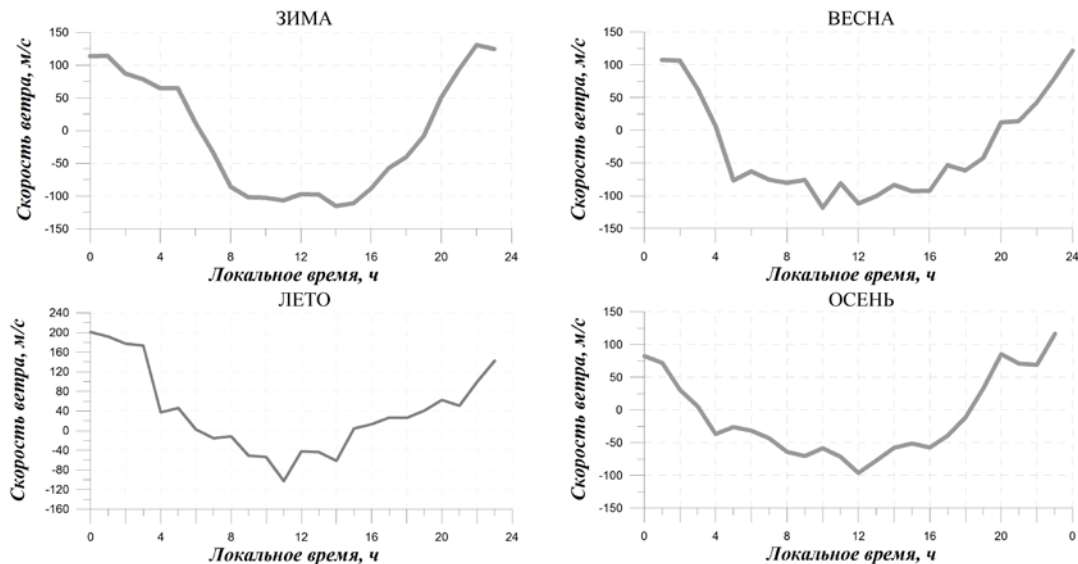 ЗИМА
Скорость ветра, м/с
150
100
50
0
-50
-100
-150
0 4 8 12 16 20 24
Локальное время, ч
ВЕСНА
Скорость ветра, м/с
150
100
50
0
-50
-100
-150
0 4 8 12 16 20 24
Локальное время, ч
ЛЕТО
Скорость ветра, м/с
240
200
160
120
80
40
0
-40
-80
-120
-160
0 4 8 12 16 20 24
Локальное время, ч
ОСЕНЬ
Скорость ветра, м/с
150
100
50
0
-50
-100
-150
0 4 8 12 16 20 0
Локальное время, ч